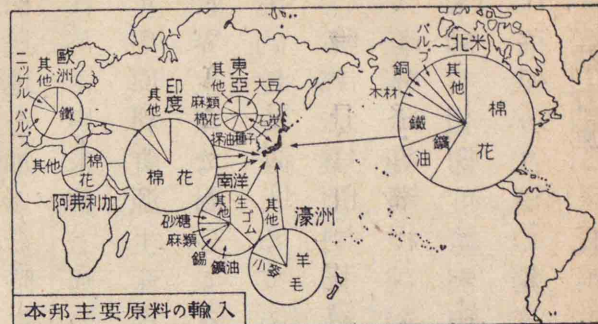 歐洲
ニッケル
パルプ
其他
鐵
阿弗利加
其他
棉花
印度
其他
棉花
東亞
其他
大豆
麻類
棉花
石炭
採油種子
南洋
其他
生ゴム
砂糖
麻類
錫
鑛油
濠洲
其他
小麥
羊毛
北米
パルプ
其他
銅
木材
鐵
鑛油
棉花
本邦主要原料の輸入